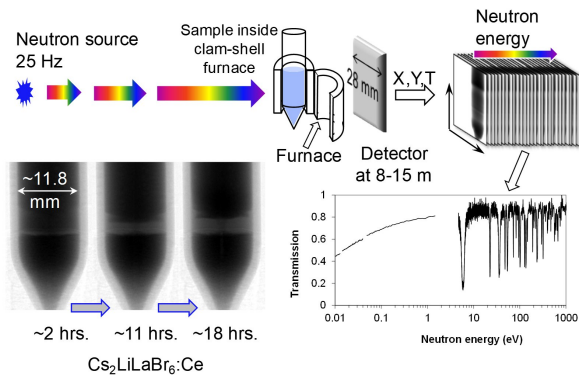 Neutron source
25 Hz
Sample inside
clam-shell
furnace
Furnace
28 mm
Detector
at 8-15 m
X,Y,T
Neutron
energy
~11.8
mm
~2 hrs.
~11 hrs.
~18 hrs.
Cs₂LiLaBr₆:Ce
Transmission
1
0.8
0.6
0.4
0.2
0
0.01
0.1
1
10
100
1000
Neutron energy (eV)